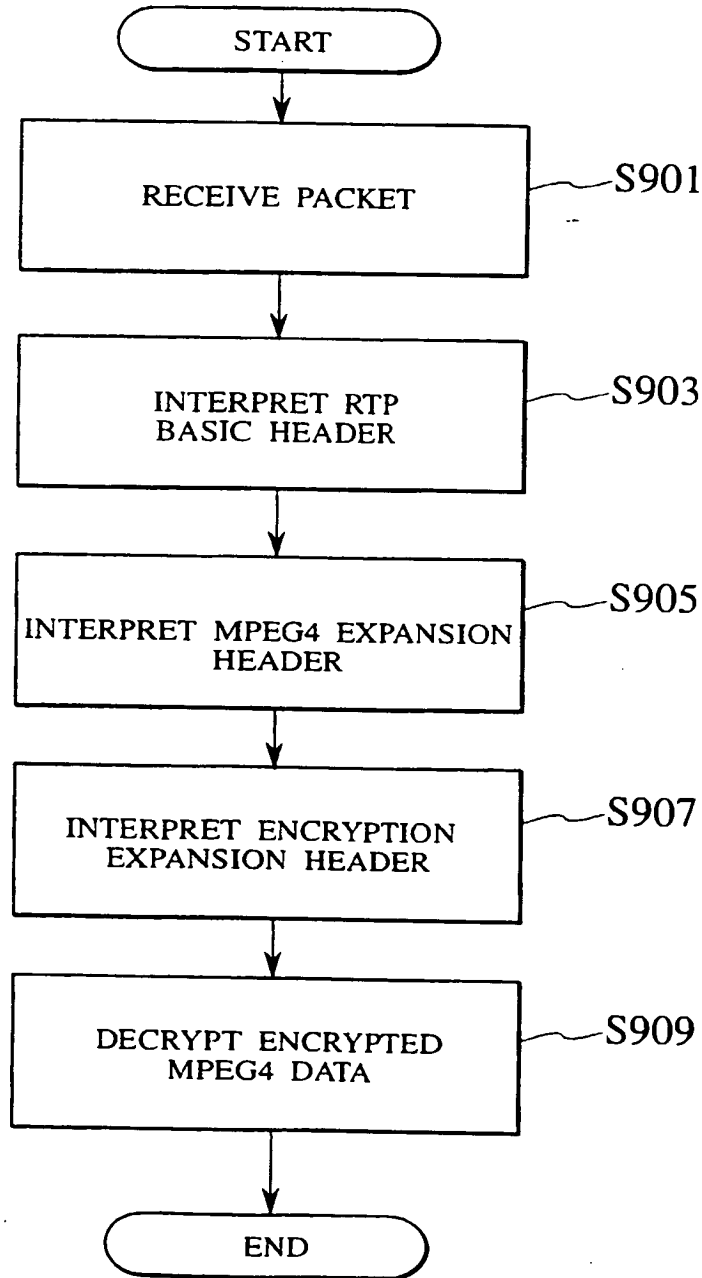 START
RECEIVE PACKET
S901
INTERPRET RTP
BASIC HEADER
S903
INTERPRET MPEG4 EXPANSION
HEADER
S905
INTERPRET ENCRYPTION
EXPANSION HEADER
S907
DECRYPT ENCRYPTED
MPEG4 DATA
S909
END